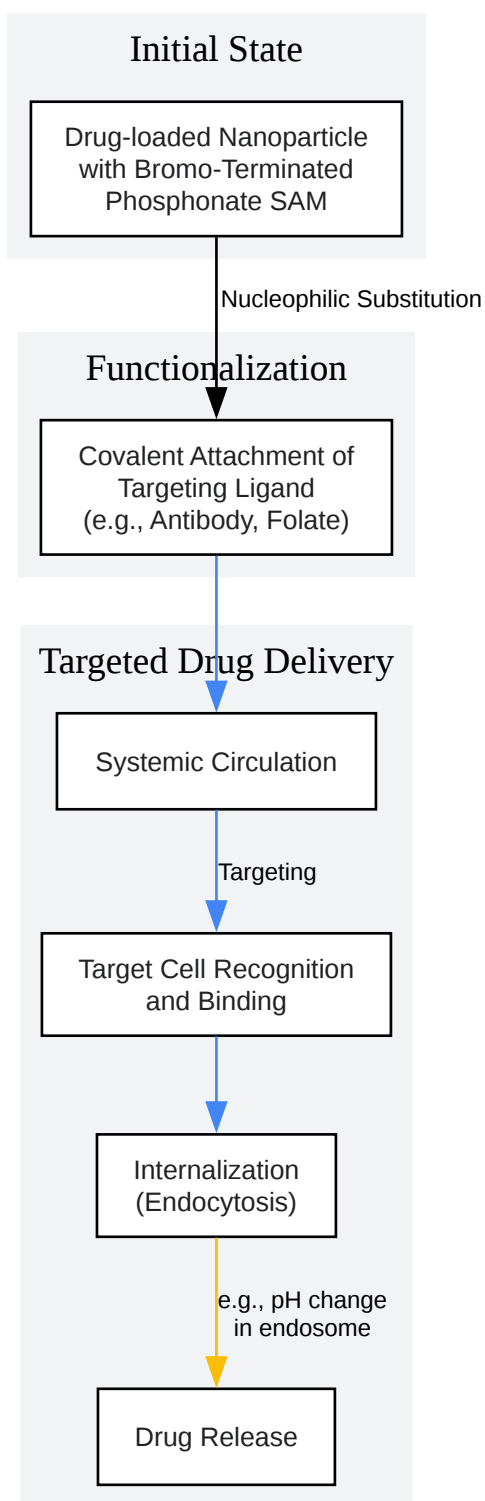 Initial State
Drug-loaded Nanoparticle
with Bromo-Terminated
Phosphonate SAM
Nucleophilic Substitution
Functionalization
Covalent Attachment of
Targeting Ligand
(e.g., Antibody, Folate)
Targeted Drug Delivery
Systemic Circulation
Targeting
Target Cell Recognition
and Binding
Internalization
(Endocytosis)
e.g., pH change
in endosome
Drug Release